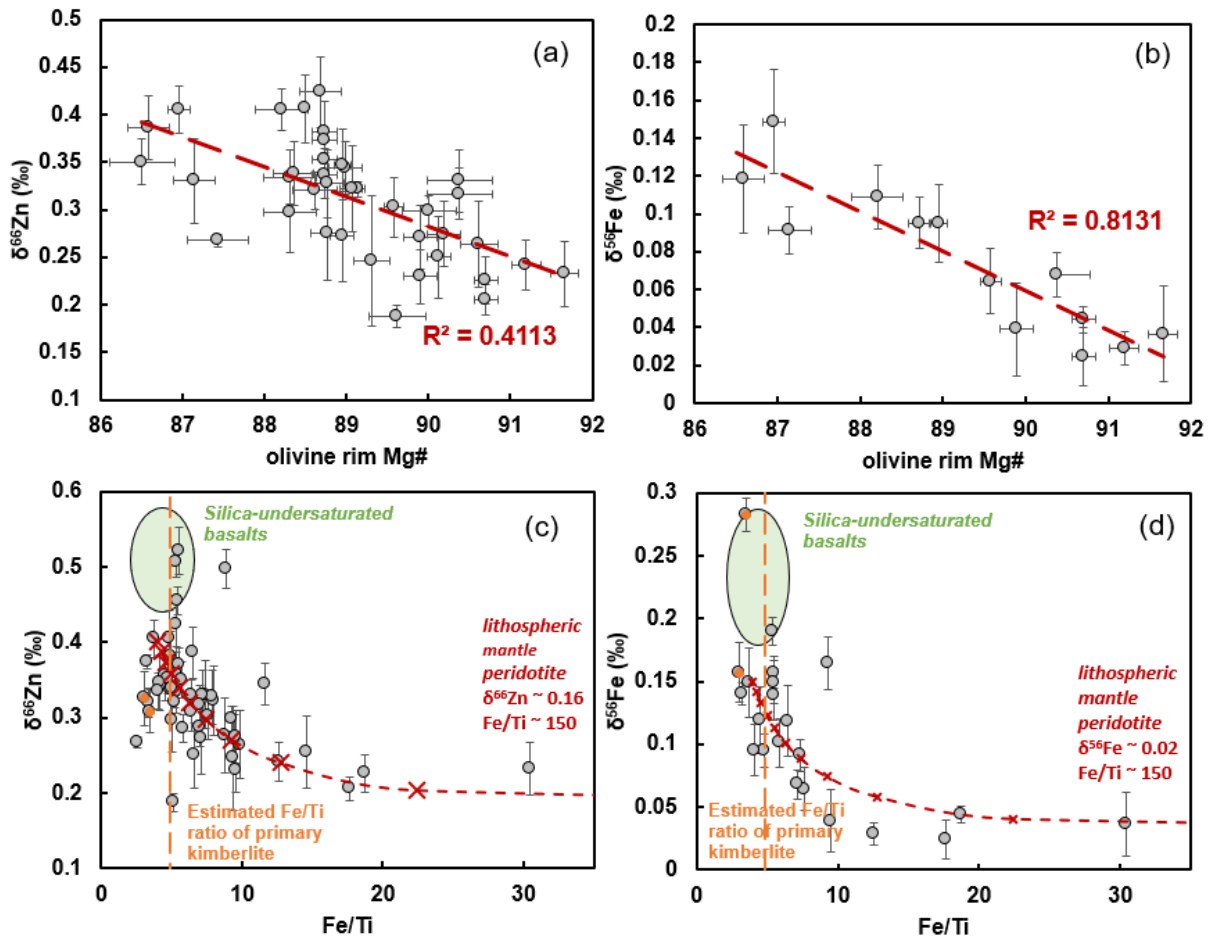 0.5
0.45
0.4
0.35
0.3
0.25
0.2
0.15
0.1
δ⁶⁶Zn (‰)
(a)
R² = 0.4113
86 87 88 89 90 91 92
olivine rim Mg#
0.2
0.18
0.16
0.14
0.12
0.1
0.08
0.06
0.04
0.02
0
δ⁵⁶Fe (‰)
(b)
R² = 0.8131
86 87 88 89 90 91 92
olivine rim Mg#
0.6
0.5
0.4
0.3
0.2
0.1
δ⁶⁶Zn (‰)
Silica-undersaturated
basalts
(c)
lithospheric
mantle
peridotite
δ⁶⁶Zn ~ 0.16
Fe/Ti ~ 150
Estimated Fe/Ti
ratio of primary
kimberlite
0 10 20 30
Fe/Ti
0.3
0.25
0.2
0.15
0.1
0.05
0
δ⁵⁶Fe (‰)
Silica-undersaturated
basalts
(d)
lithospheric
mantle
peridotite
δ⁵⁶Fe ~ 0.02
Fe/Ti ~ 150
Estimated Fe/Ti
ratio of primary
kimberlite
0 10 20 30
Fe/Ti